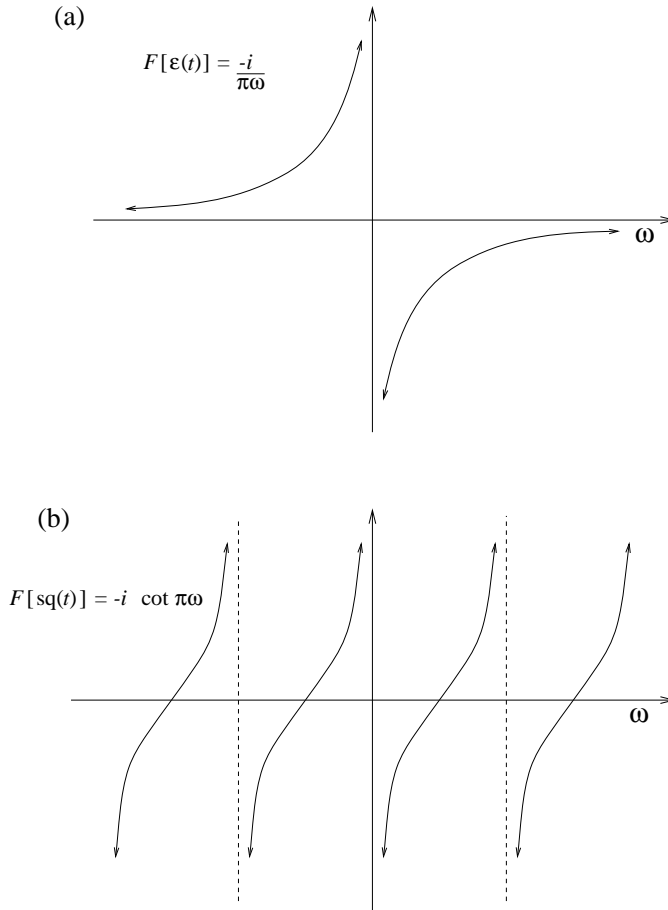 (a)
F[ε(t)] = -i/πω
ω
(b)
F[sq(t)] = -i cot πω
ω